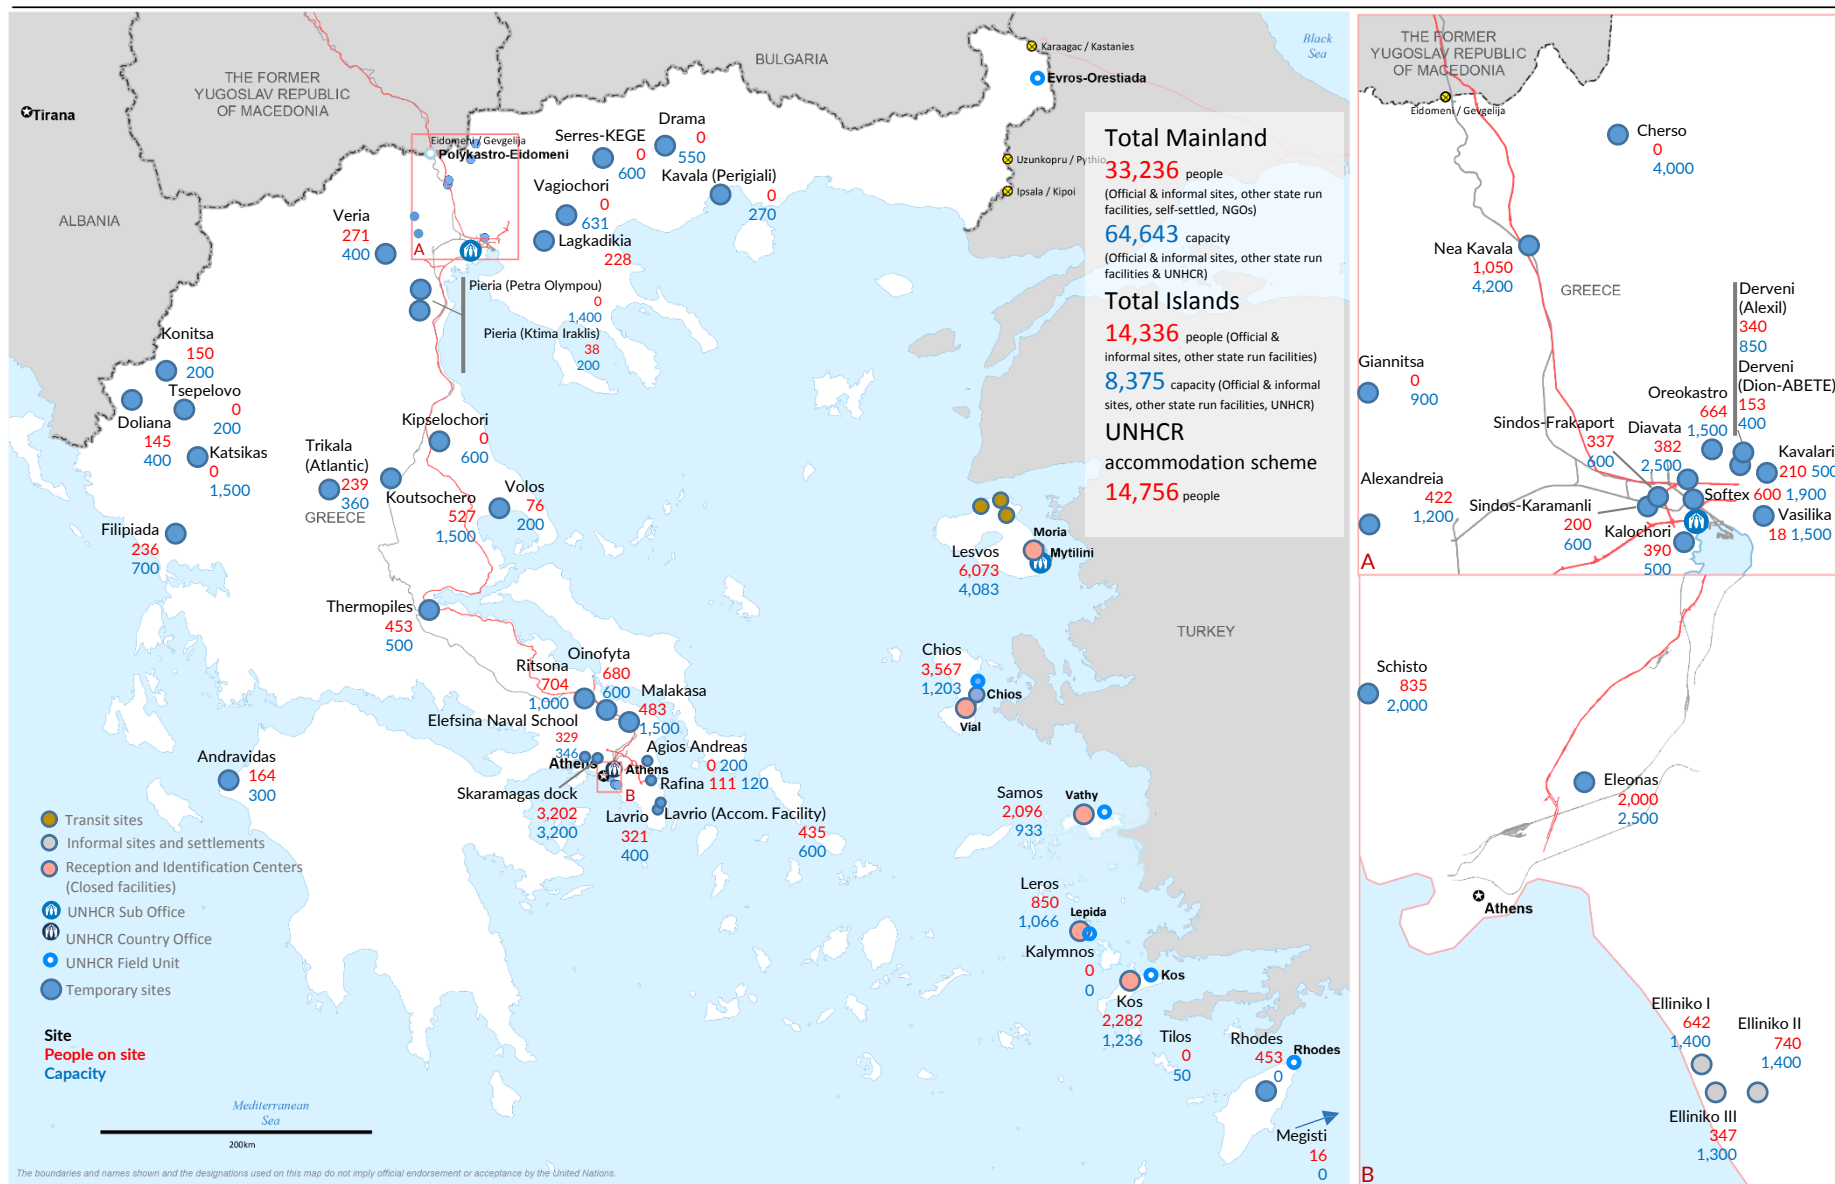 THE FORMER
YUGOSLAV REPUBLIC
OF MACEDONIA
BULGARIA
Black
Sea
Karaagac / Kastanies
Evros-Orestiada
Tirana
ALBANIA
Eidomeni / Gevgelija
Polykastro-Eidomeni
Serres-KEGE
0
600
Drama
0
550
Vagiochori
0
631
Kavala (Perigiali)
0
270
Uzunkopru / Pythio
Ipsala / Kipoi
Veria
271
400
A
Lagkadikia
228
Pieria (Petra Olympou)
0
1,400
Pieria (Ktima Iraklis)
38
200
Total Mainland
33,236 people
(Official & informal sites, other state run
facilities, self-settled, NGOs)
64,643 capacity
(Official & informal sites, other state run
facilities & UNHCR)
Total Islands
14,336 people (Official &
informal sites, other state run facilities)
8,375 capacity (Official & informal
sites, other state run facilities, UNHCR)
UNHCR
accommodation scheme
14,756 people
Konitsa
150
200
Tsepelovo
0
200
Doliana
145
400
Katsikas
0
1,500
Kipselochori
0
600
Trikala
(Atlantic)
239
360
GREECE
Koutsochero
527
1,500
Volos
76
200
Filipiada
236
700
Thermopiles
453
500
Oinofyta
680
600
Ritsona
704
1,000
Malakasa
483
1,500
Elefsina Naval School
329
346
Athens
Athens
Agios Andreas
0 200
Rafina 111 120
B
Skaramagas dock
3,202
3,200
Lavrio
321
400
Lavrio (Accom. Facility)
435
600
Andravidas
164
300
Moria
Mytilini
Lesvos
6,073
4,083
TURKEY
Chios
3,567
1,203
Chios
Vial
Samos
2,096
933
Vathy
Leros
850
1,066
Lepida
Kalymnos
0
0
Kos
Kos
2,282
1,236
Tilos
0
50
Rhodes
453
0
Rhodes
Megisti
16
0
Transit sites
Informal sites and settlements
Reception and Identification Centers
(Closed facilities)
UNHCR Sub Office
UNHCR Country Office
UNHCR Field Unit
Temporary sites
Site
People on site
Capacity
Mediterranean
Sea
200km
The boundaries and names shown and the designations used on this map do not imply official endorsement or acceptance by the United Nations.
THE FORMER
YUGOSLAV REPUBLIC
OF MACEDONIA
Eidomeni / Gevgelija
Cherso
0
4,000
Nea Kavala
1,050
4,200
GREECE
Derveni
(Alexil)
340
850
Derveni
(Dion-ABETE)
153
400
Giannitsa
0
900
Oreokastro
664
1,500
Sindos-Frakaport
337
600
Diavata
382
2,500
Kavalari
210 500
Alexandreia
422
1,200
Softex 600 1,900
Sindos-Karamanli
200
600
Vasilika
18 1,500
Kalochori
390
500
A
Schisto
835
2,000
Eleonas
2,000
2,500
Athens
Elliniko I
642
1,400
Elliniko II
740
1,400
Elliniko III
347
1,300
B